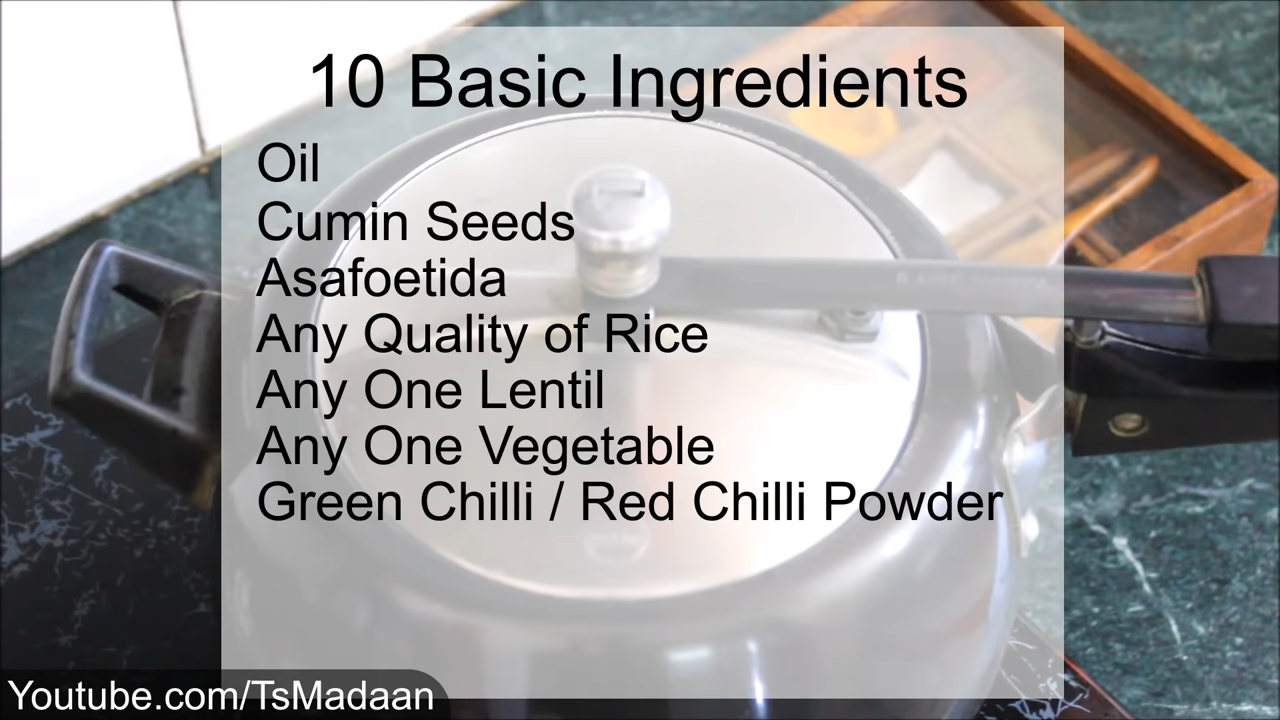 10 Basic Ingredients
Oil
Cumin Seeds
Asafoetida
Any Quality of Rice
Any One Lentil
Any One Vegetable
Green Chilli / Red Chilli Powder
Youtube.com/TsMadaan